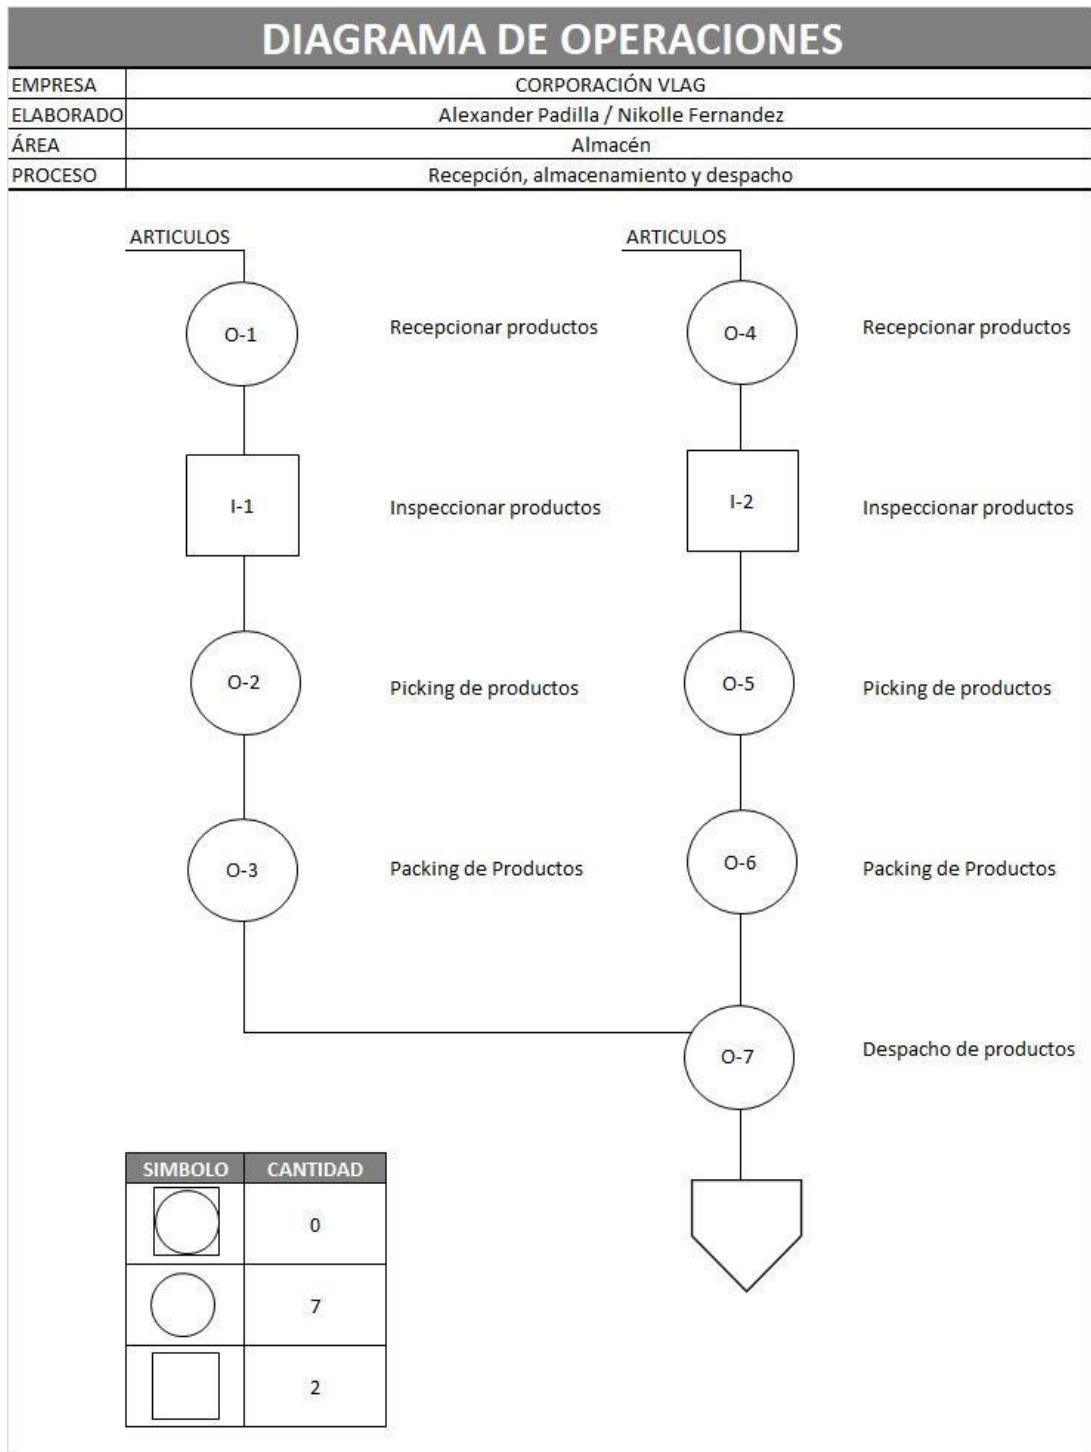 DIAGRAMA DE OPERACIONES
EMPRESA CORPORACIÓN VLAG
ELABORADO Alexander Padilla / Nikolle Fernandez
ÁREA Almacén
PROCESO Recepción, almacenamiento y despacho
ARTICULOS ARTICULOS
O-1 Recepcionar productos O-4 Recepcionar productos
I-1 Inspeccionar productos I-2 Inspeccionar productos
O-2 Picking de productos O-5 Picking de productos
O-3 Packing de Productos O-6 Packing de Productos
O-7 Despacho de productos
SIMBOLO CANTIDAD
0
7
2